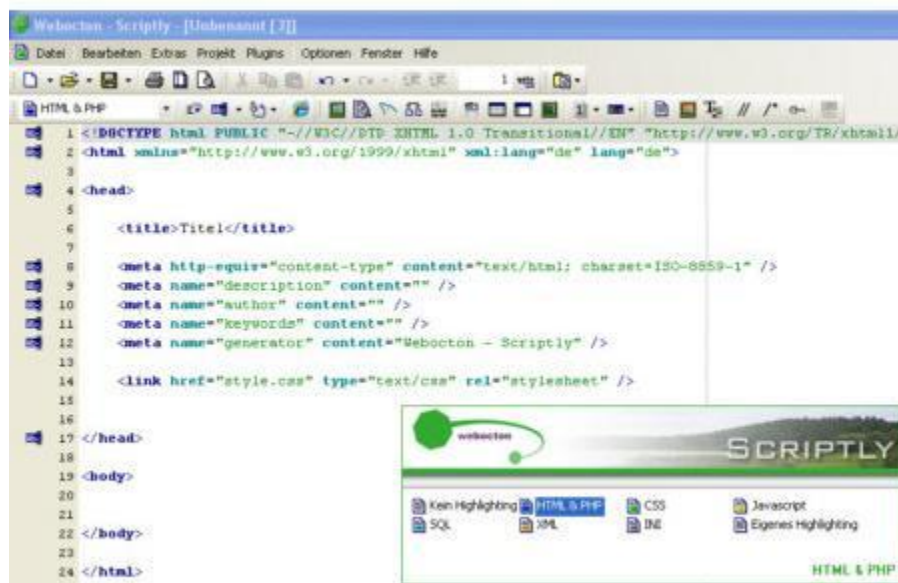 Webocton - Scriptly - [Unbenannt [3]]
Datei Bearbeiten Extras Projekt Plugins Optionen Fenster Hilfe
1
HTML & PHP
1 <!DOCTYPE html PUBLIC "-//W3C//DTD XHTML 1.0 Transitional//EN" "http://www.w3.org/TR/xhtml1/
2 <html xmlns="http://www.w3.org/1999/xhtml" xml:lang="de" lang="de">
3
4 <head>
5
6 <title>Titel</title>
7
8 <meta http-equiv="content-type" content="text/html; charset=ISO-8859-1" />
9 <meta name="description" content="" />
10 <meta name="author" content="" />
11 <meta name="keywords" content="" />
12 <meta name="generator" content="Webocton - Scriptly" />
13
14 <link href="style.css" type="text/css" rel="stylesheet" />
15
16
17 </head>
18
19 <body>
20
21
22 </body>
23
24 </html>
webocton
SCRIPTLY
Kein Highlighting HTML & PHP CSS Javascript
SQL XML INI Eigenes Highlighting
HTML & PHP